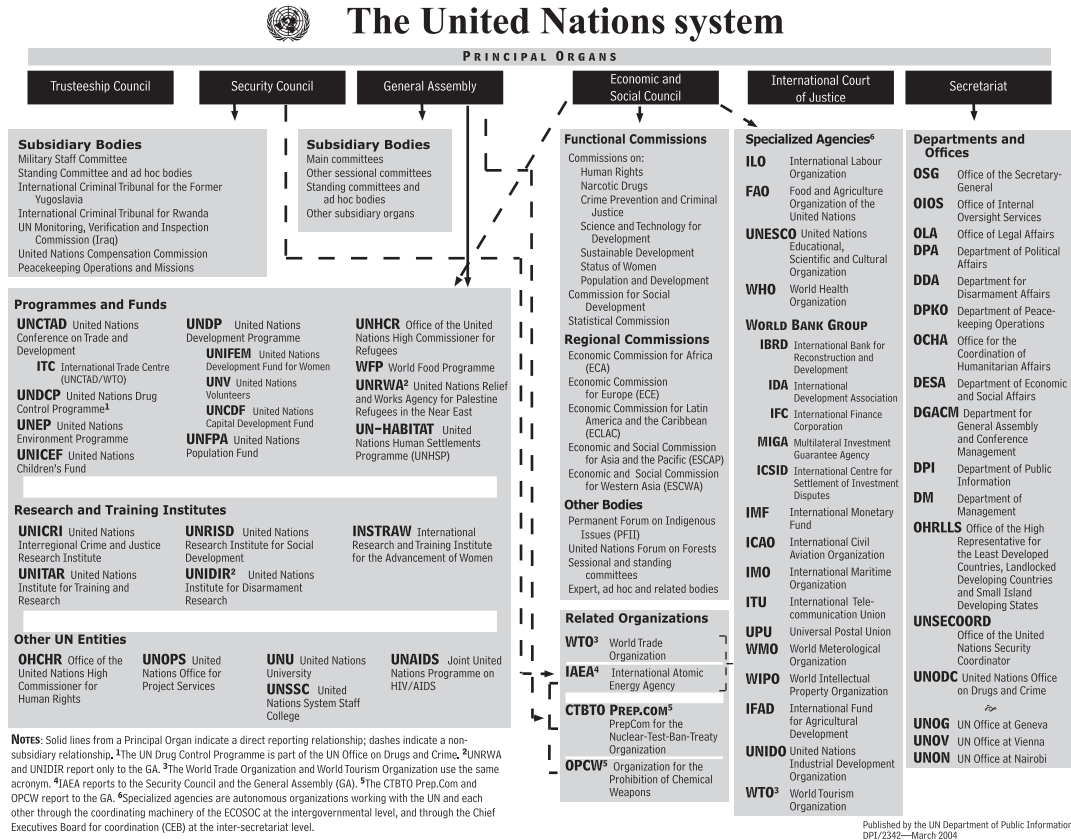 The United Nations system
PRINCIPAL ORGANS
Trusteeship Council
Security Council
General Assembly
Economic and
Social Council
International Court
of Justice
Secretariat
Subsidiary Bodies
Military Staff Committee
Standing Committee and ad hoc bodies
International Criminal Tribunal for the Former
Yugoslavia
International Criminal Tribunal for Rwanda
UN Monitoring, Verification and Inspection
Commission (Iraq)
United Nations Compensation Commission
Peacekeeping Operations and Missions
Subsidiary Bodies
Main committees
Other sessional committees
Standing committees and
ad hoc bodies
Other subsidiary organs
Programmes and Funds
UNCTAD United Nations
Conference on Trade and
Development
ITC International Trade Centre
(UNCTAD/WTO)
UNDCP United Nations Drug
Control Programme¹
UNEP United Nations
Environment Programme
UNICEF United Nations
Children's Fund
UNDP United Nations
Development Programme
UNIFEM United Nations
Development Fund for Women
UNV United Nations
Volunteers
UNCDF United Nations
Capital Development Fund
UNFPA United Nations
Population Fund
UNHCR Office of the United
Nations High Commissioner for
Refugees
WFP World Food Programme
UNRWA² United Nations Relief
and Works Agency for Palestine
Refugees in the Near East
UN-HABITAT United
Nations Human Settlements
Programme (UNHSP)
Research and Training Institutes
UNICRI United Nations
Interregional Crime and Justice
Research Institute
UNITAR United Nations
Institute for Training and
Research
UNRISD United Nations
Research Institute for Social
Development
UNIDIR² United Nations
Institute for Disarmament
Research
INSTRAW International
Research and Training Institute
for the Advancement of Women
Other UN Entities
OHCHR Office of the
United Nations High
Commissioner for
Human Rights
UNOPS United
Nations Office for
Project Services
UNU United Nations
University
UNSSC United
Nations System Staff
College
UNAIDS Joint United
Nations Programme on
HIV/AIDS
Functional Commissions
Commissions on:
Human Rights
Narcotic Drugs
Crime Prevention and Criminal
Justice
Science and Technology for
Development
Sustainable Development
Status of Women
Population and Development
Commission for Social
Development
Statistical Commission
Regional Commissions
Economic Commission for Africa
(ECA)
Economic Commission
for Europe (ECE)
Economic Commission for Latin
America and the Caribbean
(ECLAC)
Economic and Social Commission
for Asia and the Pacific (ESCAP)
Economic and Social Commission
for Western Asia (ESCWA)
Other Bodies
Permanent Forum on Indigenous
Issues (PFII)
United Nations Forum on Forests
Sessional and standing
committees
Expert, ad hoc and related bodies
Related Organizations
WTO³ World Trade
Organization
IAEA⁴ International Atomic
Energy Agency
CTBTO PREP.COM⁵
PrepCom for the
Nuclear-Test-Ban-Treaty
Organization
OPCW⁵ Organization for the
Prohibition of Chemical
Weapons
Specialized Agencies⁶
ILO International Labour
Organization
FAO Food and Agriculture
Organization of the
United Nations
UNESCO United Nations
Educational,
Scientific and Cultural
Organization
WHO World Health
Organization
WORLD BANK GROUP
IBRD International Bank for
Reconstruction and
Development
IDA International
Development Association
IFC International Finance
Corporation
MIGA Multilateral Investment
Guarantee Agency
ICSID International Centre for
Settlement of Investment
Disputes
IMF International Monetary
Fund
ICAO International Civil
Aviation Organization
IMO International Maritime
Organization
ITU International Tele-
communication Union
UPU Universal Postal Union
WMO World Meterological
Organization
WIPO World Intellectual
Property Organization
IFAD International Fund
for Agricultural
Development
UNIDO United Nations
Industrial Development
Organization
WTO³ World Tourism
Organization
Departments and
Offices
OSG Office of the Secretary-
General
OIOS Office of Internal
Oversight Services
OLA Office of Legal Affairs
DPA Department of Political
Affairs
DDA Department for
Disarmament Affairs
DPKO Department of Peace-
keeping Operations
OCHA Office for the
Coordination of
Humanitarian Affairs
DESA Department of Economic
and Social Affairs
DGACM Department for
General Assembly
and Conference
Management
DPI Department of Public
Information
DM Department of
Management
OHRLLS Office of the High
Representative for
the Least Developed
Countries, Landlocked
Developing Countries
and Small Island
Developing States
UNSECOORD
Office of the United
Nations Security
Coordinator
UNODC United Nations Office
on Drugs and Crime
UNOG UN Office at Geneva
UNOV UN Office at Vienna
UNON UN Office at Nairobi
NOTES: Solid lines from a Principal Organ indicate a direct reporting relationship; dashes indicate a non-
subsidiary relationship. ¹The UN Drug Control Programme is part of the UN Office on Drugs and Crime. ²UNRWA
and UNIDIR report only to the GA. ³The World Trade Organization and World Tourism Organization use the same
acronym. ⁴IAEA reports to the Security Council and the General Assembly (GA). ⁵The CTBTO Prep.Com and
OPCW report to the GA. ⁶Specialized agencies are autonomous organizations working with the UN and each
other through the coordinating machinery of the ECOSOC at the intergovernmental level, and through the Chief
Executives Board for coordination (CEB) at the inter-secretariat level.
Published by the UN Department of Public Information
DPI/2342—March 2004